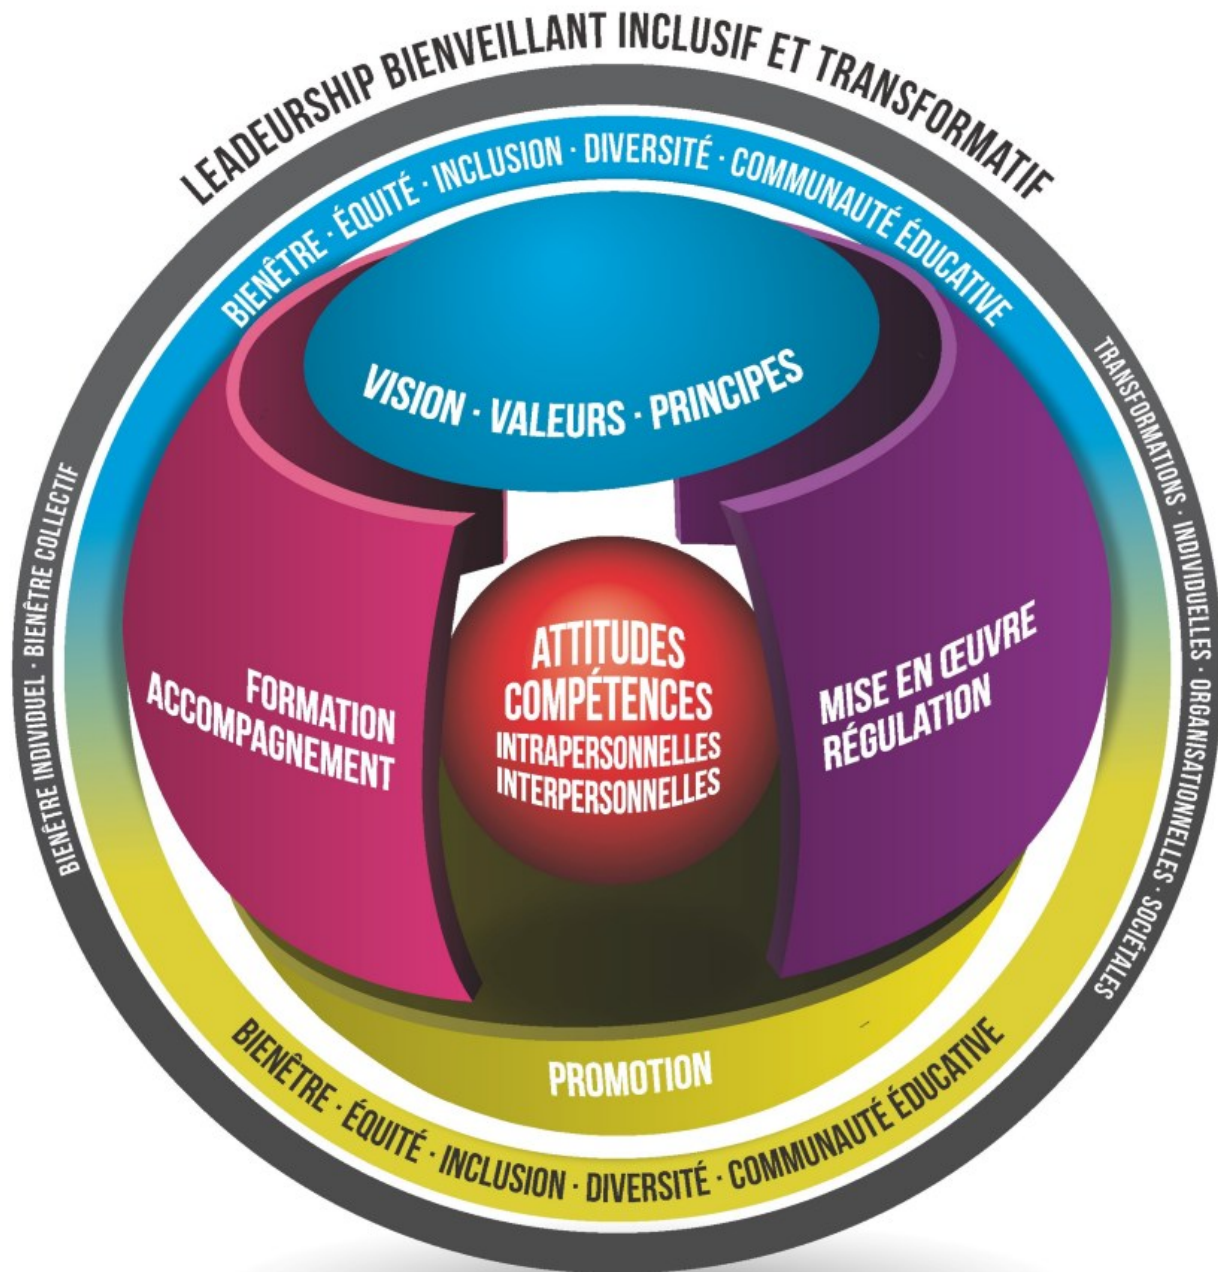 LEADEURSHIP BIENVEILLANT INCLUSIF ET TRANSFORMATIF
BIENÊTRE · ÉQUITÉ · INCLUSION · DIVERSITÉ · COMMUNAUTÉ ÉDUCATIVE
VISION · VALEURS · PRINCIPES
BIENÊTRE INDIVIDUEL · BIENÊTRE COLLECTIF
TRANSFORMATIONS · INDIVIDUELLES · ORGANISATIONNELLES · SOCIÉTALES
FORMATION
ACCOMPAGNEMENT
ATTITUDES
COMPÉTENCES
INTRAPERSONNELLES
INTERPERSONNELLES
MISE EN ŒUVRE
RÉGULATION
PROMOTION
BIENÊTRE · ÉQUITÉ · INCLUSION · DIVERSITÉ · COMMUNAUTÉ ÉDUCATIVE